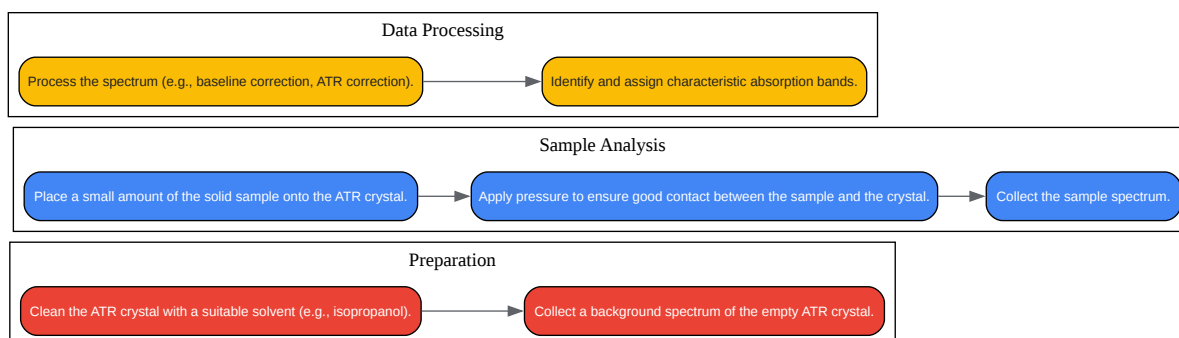 Data Processing
Process the spectrum (e.g., baseline correction, ATR correction).
Identify and assign characteristic absorption bands.
Sample Analysis
Place a small amount of the solid sample onto the ATR crystal.
Apply pressure to ensure good contact between the sample and the crystal.
Collect the sample spectrum.
Preparation
Clean the ATR crystal with a suitable solvent (e.g., isopropanol).
Collect a background spectrum of the empty ATR crystal.